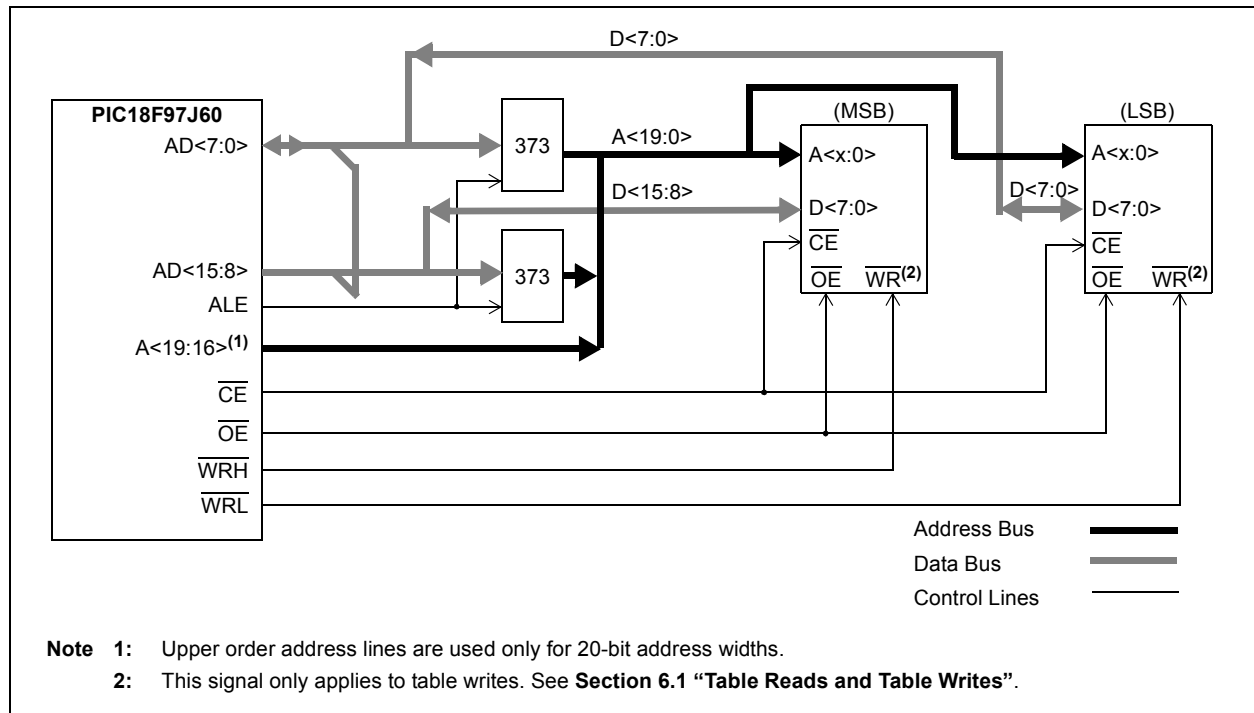 D<7:0>
PIC18F97J60
AD<7:0>
373
A<19:0>
(MSB)
A<x:0>
(LSB)
A<x:0>
D<15:8>
D<7:0>
D<7:0>
D<7:0>
CE
CE
AD<15:8>
373
OE WR(2)
OE WR(2)
ALE
A<19:16>(1)
CE
OE
WRH
WRL
Address Bus
Data Bus
Control Lines
Note 1: Upper order address lines are used only for 20-bit address widths.
2: This signal only applies to table writes. See Section 6.1 “Table Reads and Table Writes”.